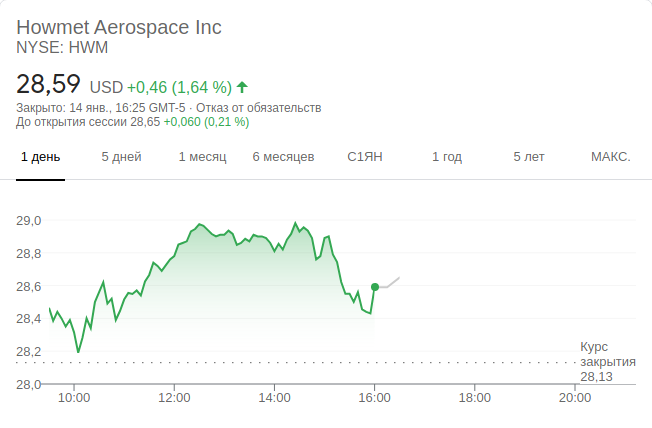 Howmet Aerospace Inc
NYSE: HWM
28,59 USD +0,46 (1,64 %)
Закрыто: 14 янв., 16:25 GMT-5 · Отказ от обязательств
До открытия сессии 28,65 +0,060 (0,21 %)
1 день 5 дней 1 месяц 6 месяцев С1ЯН 1 год 5 лет МАКС.
29,0
28,8
28,6
28,4
28,2
28,0
Курс
закрытия
28,13
10:00 12:00 14:00 16:00 18:00 20:00